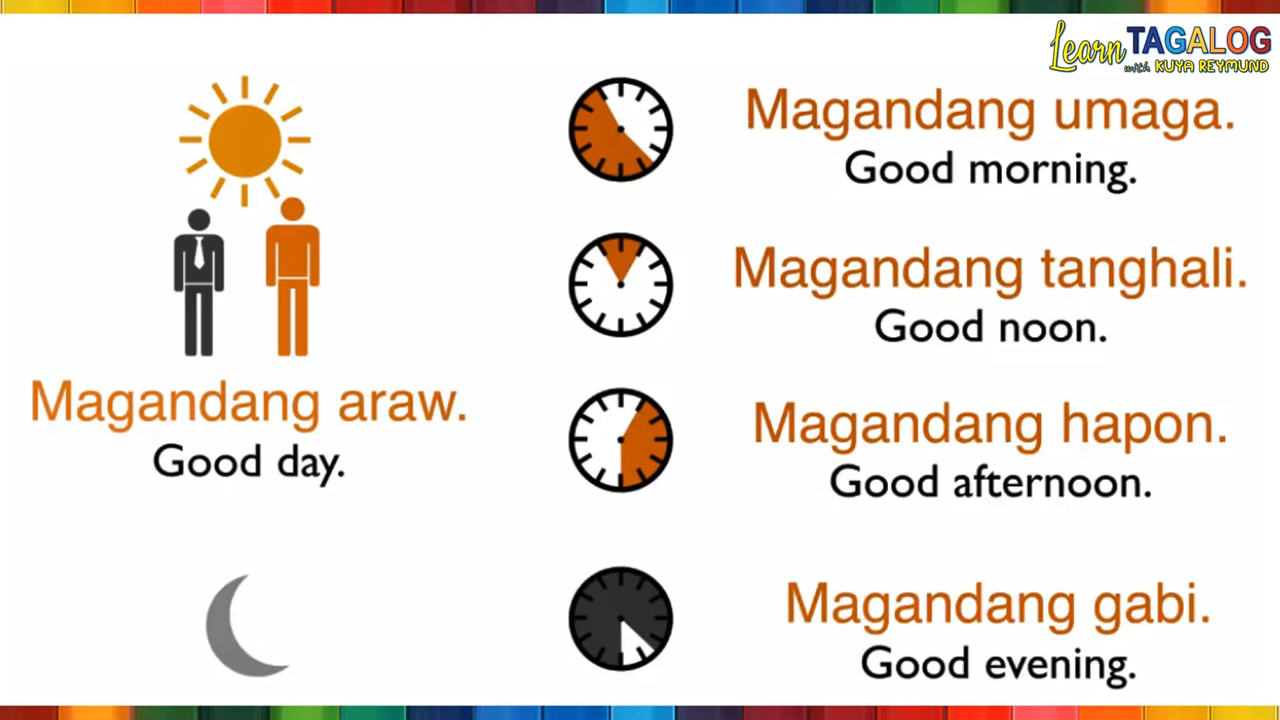 Learn TAGALOG
with KUYA REYMUND
Magandang araw.
Good day.
Magandang umaga.
Good morning.
Magandang tanghali.
Good noon.
Magandang hapon.
Good afternoon.
Magandang gabi.
Good evening.